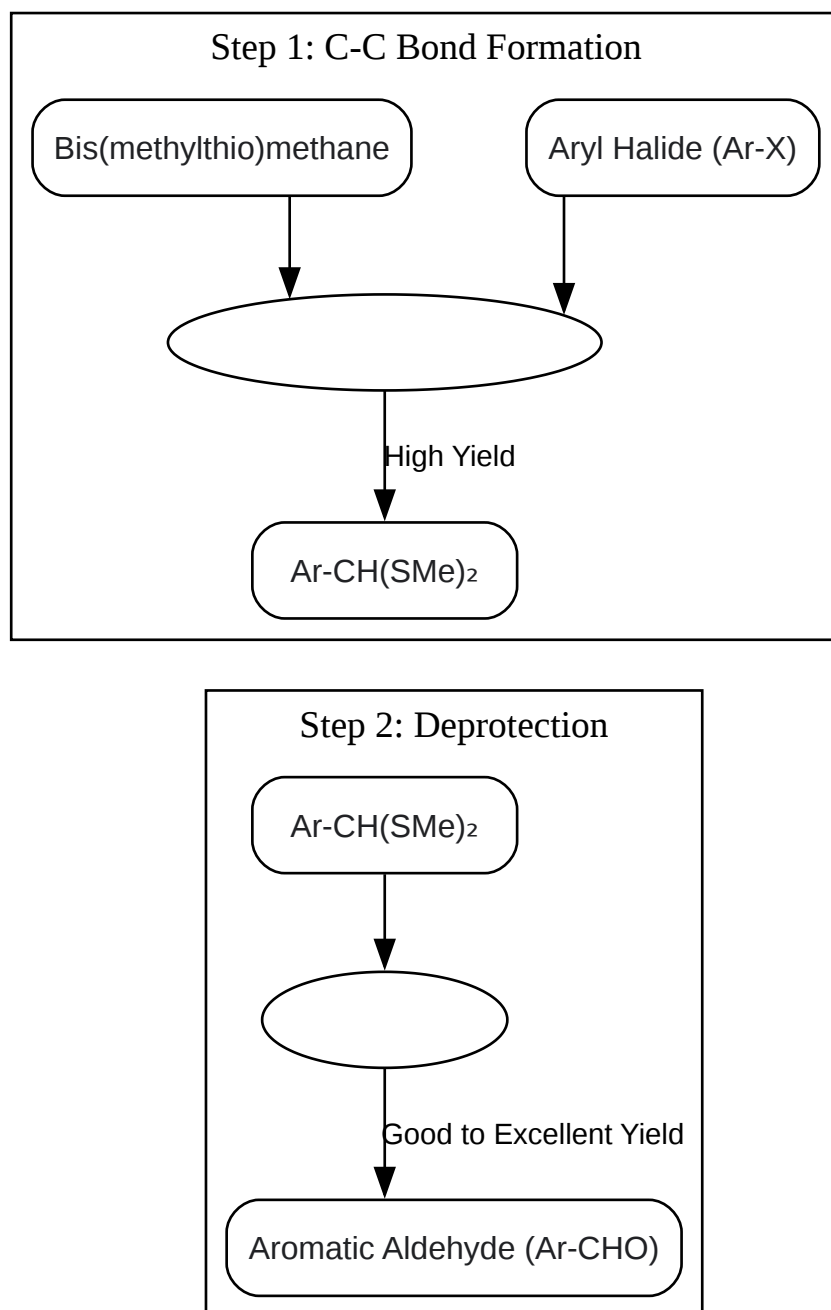 Step 1: C-C Bond Formation
Bis(methylthio)methane
Aryl Halide (Ar-X)
High Yield
Ar-CH(SMe)₂
Step 2: Deprotection
Ar-CH(SMe)₂
Good to Excellent Yield
Aromatic Aldehyde (Ar-CHO)